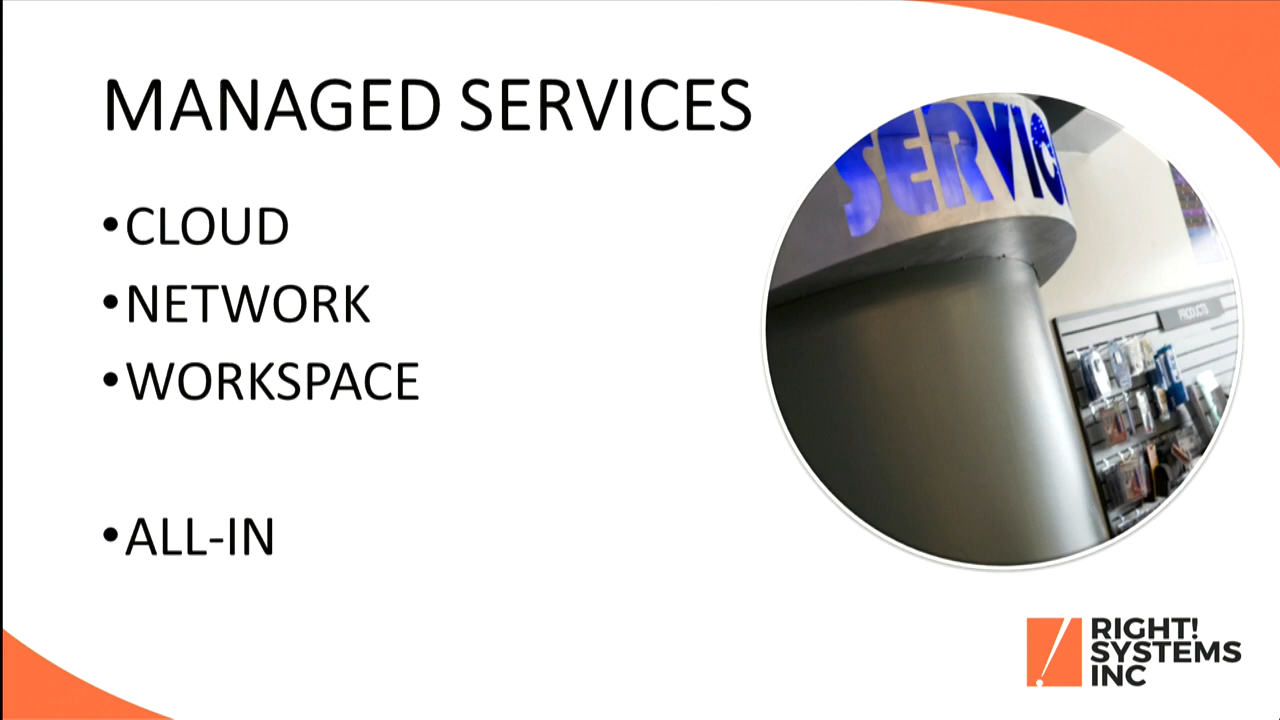 MANAGED SERVICES
•CLOUD
•NETWORK
•WORKSPACE
•ALL-IN
SERVIC
PRODUCTS
RIGHT!
SYSTEMS
INC